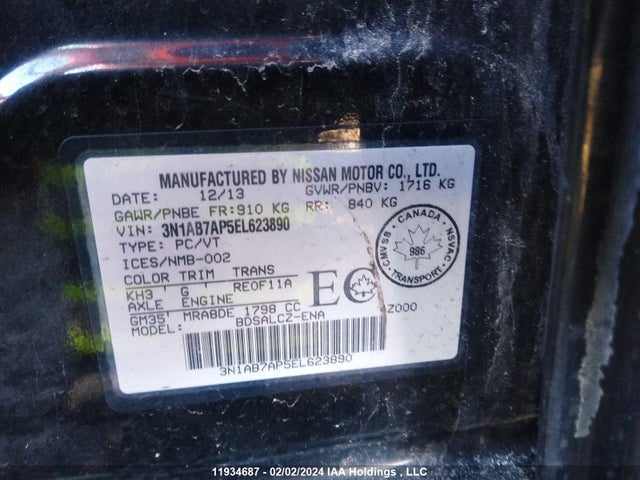 MANUFACTURED BY NISSAN MOTOR CO., LTD.
DATE: 12/13 GVWR/PNBV: 1716 KG
GAWR/PNBE FR:910 KG RR: 840 KG
VIN: 3N1AB7AP5EL623890
TYPE: PC/VT
ICES/NMB-002
COLOR TRIM TRANS
KH3 G RE0F11A
AXLE ENGINE
GM35 MRA8DE 1798 CC
MODEL: BDSALCZ-ENA
EC
4Z000
CANADA
CMVSS NSVAC
986
TRANSPORT
3N1AB7AP5EL623890
11934687 - 02/02/2024 IAA Holdings , LLC